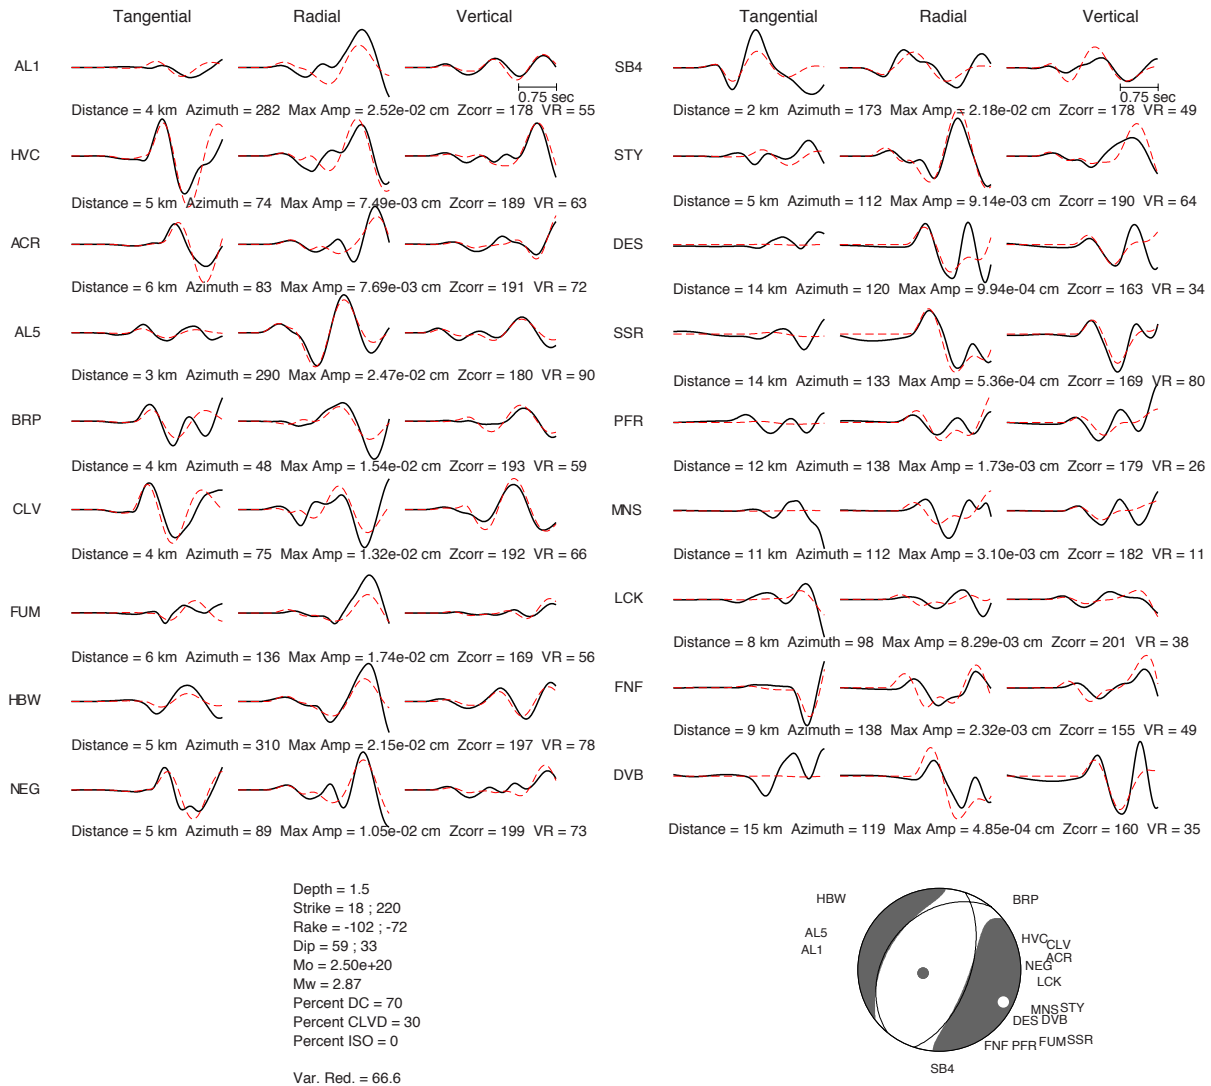 Tangential Radial Vertical
AL1
0.75 sec
Distance = 4 km Azimuth = 282 Max Amp = 2.52e-02 cm Zcorr = 178 VR = 55
HVC
Distance = 5 km Azimuth = 74 Max Amp = 7.49e-03 cm Zcorr = 189 VR = 63
ACR
Distance = 6 km Azimuth = 83 Max Amp = 7.69e-03 cm Zcorr = 191 VR = 72
AL5
Distance = 3 km Azimuth = 290 Max Amp = 2.47e-02 cm Zcorr = 180 VR = 90
BRP
Distance = 4 km Azimuth = 48 Max Amp = 1.54e-02 cm Zcorr = 193 VR = 59
CLV
Distance = 4 km Azimuth = 75 Max Amp = 1.32e-02 cm Zcorr = 192 VR = 66
FUM
Distance = 6 km Azimuth = 136 Max Amp = 1.74e-02 cm Zcorr = 169 VR = 56
HBW
Distance = 5 km Azimuth = 310 Max Amp = 2.15e-02 cm Zcorr = 197 VR = 78
NEG
Distance = 5 km Azimuth = 89 Max Amp = 1.05e-02 cm Zcorr = 199 VR = 73
Tangential Radial Vertical
SB4
0.75 sec
Distance = 2 km Azimuth = 173 Max Amp = 2.18e-02 cm Zcorr = 178 VR = 49
STY
Distance = 5 km Azimuth = 112 Max Amp = 9.14e-03 cm Zcorr = 190 VR = 64
DES
Distance = 14 km Azimuth = 120 Max Amp = 9.94e-04 cm Zcorr = 163 VR = 34
SSR
Distance = 14 km Azimuth = 133 Max Amp = 5.36e-04 cm Zcorr = 169 VR = 80
PFR
Distance = 12 km Azimuth = 138 Max Amp = 1.73e-03 cm Zcorr = 179 VR = 26
MNS
Distance = 11 km Azimuth = 112 Max Amp = 3.10e-03 cm Zcorr = 182 VR = 11
LCK
Distance = 8 km Azimuth = 98 Max Amp = 8.29e-03 cm Zcorr = 201 VR = 38
FNF
Distance = 9 km Azimuth = 138 Max Amp = 2.32e-03 cm Zcorr = 155 VR = 49
DVB
Distance = 15 km Azimuth = 119 Max Amp = 4.85e-04 cm Zcorr = 160 VR = 35
Depth = 1.5
Strike = 18 ; 220
Rake = -102 ; -72
Dip = 59 ; 33
Mo = 2.50e+20
Mw = 2.87
Percent DC = 70
Percent CLVD = 30
Percent ISO = 0
Var. Red. = 66.6
HBW BRP
AL5 HVC CLV
AL1 ACR
NEG
LCK
MNS STY
DES DVB
FNF PFR FUM SSR
SB4